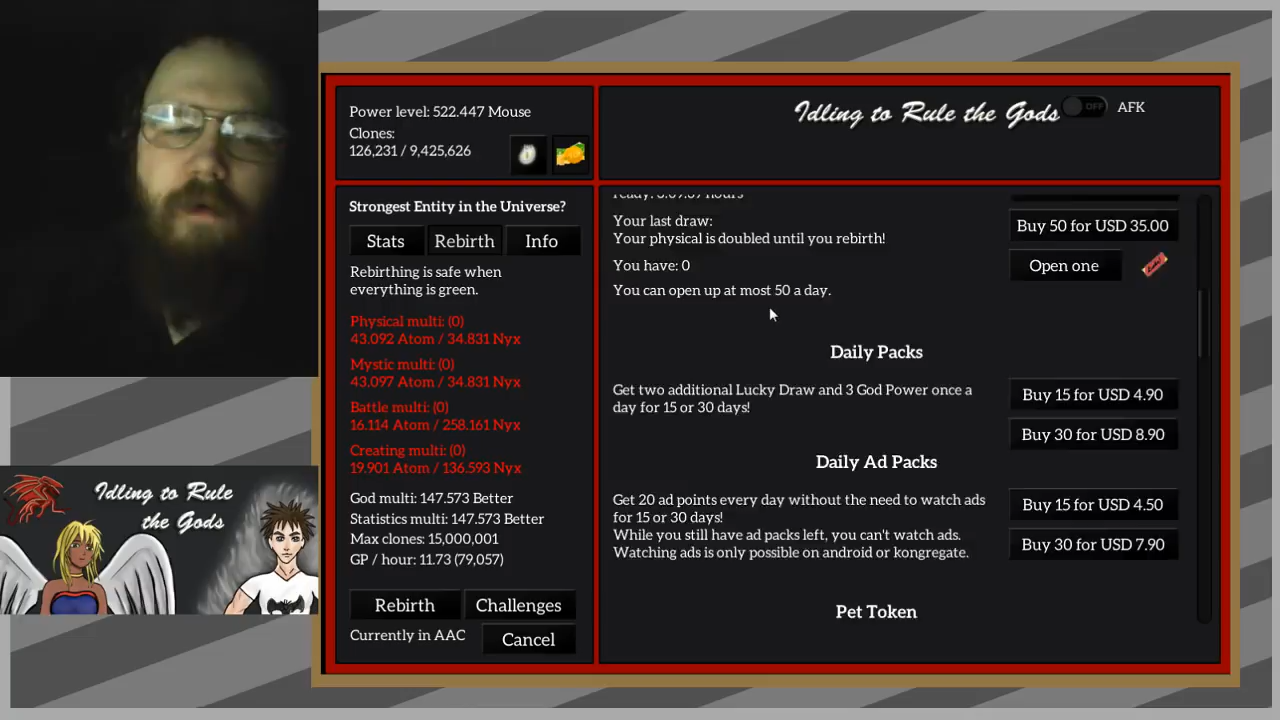 Power level: 522.447 Mouse
Clones:
126,231 / 9,425,626
Idling to Rule the Gods
OFF
AFK
Strongest Entity in the Universe?
Stats
Rebirth
Info
Rebirthing is safe when
everything is green.
Physical multi: (0)
43.092 Atom / 34.831 Nyx
Mystic multi: (0)
43.097 Atom / 34.831 Nyx
Battle multi: (0)
16.114 Atom / 258.161 Nyx
Creating multi: (0)
19.901 Atom / 136.593 Nyx
God multi: 147.573 Better
Statistics multi: 147.573 Better
Max clones: 15,000,001
GP / hour: 11.73 (79,057)
Rebirth
Challenges
Currently in AAC
Cancel
Your last draw:
Your physical is doubled until you rebirth!
Buy 50 for USD 35.00
You have: 0
Open one
You can open up at most 50 a day.
Daily Packs
Get two additional Lucky Draw and 3 God Power once a
day for 15 or 30 days!
Buy 15 for USD 4.90
Buy 30 for USD 8.90
Daily Ad Packs
Get 20 ad points every day without the need to watch ads
for 15 or 30 days!
While you still have ad packs left, you can't watch ads.
Watching ads is only possible on android or kongregate.
Buy 15 for USD 4.50
Buy 30 for USD 7.90
Pet Token
Idling to Rule
the Gods